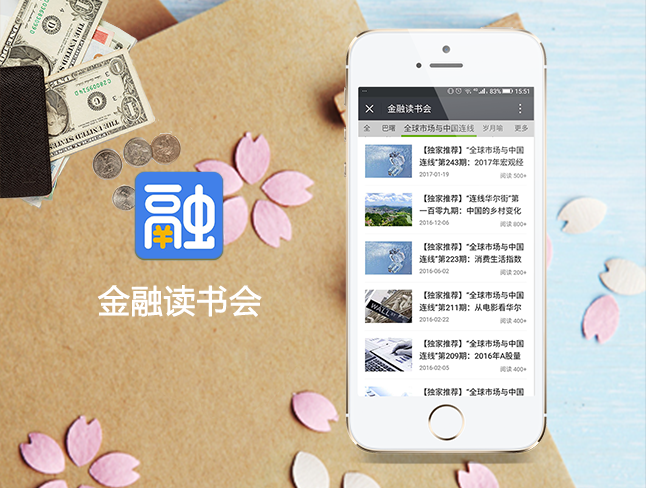 融
金融读书会
83% 15:51
金融读书会
全 巴曙 全球市场与中国连线 岁月喻 更多
【独家推荐】“全球市场与中国
连线”第243期：2017年宏观经
2017-01-19 阅读 500+
【独家推荐】“连线华尔街”第
一百零九期：中国的乡村变化
2016-12-06 阅读 800+
【独家推荐】“全球市场与中国
连线”第223期：消费生活指数
2016-06-02 阅读 200+
【独家推荐】“全球市场与中国
连线”第211期：从电影看华尔
2016-02-22 阅读 400+
WALL
【独家推荐】“全球市场与中国
连线”第209期：2016年A股量
2016-02-05 阅读 400+
【独家推荐】“全球市场与中国